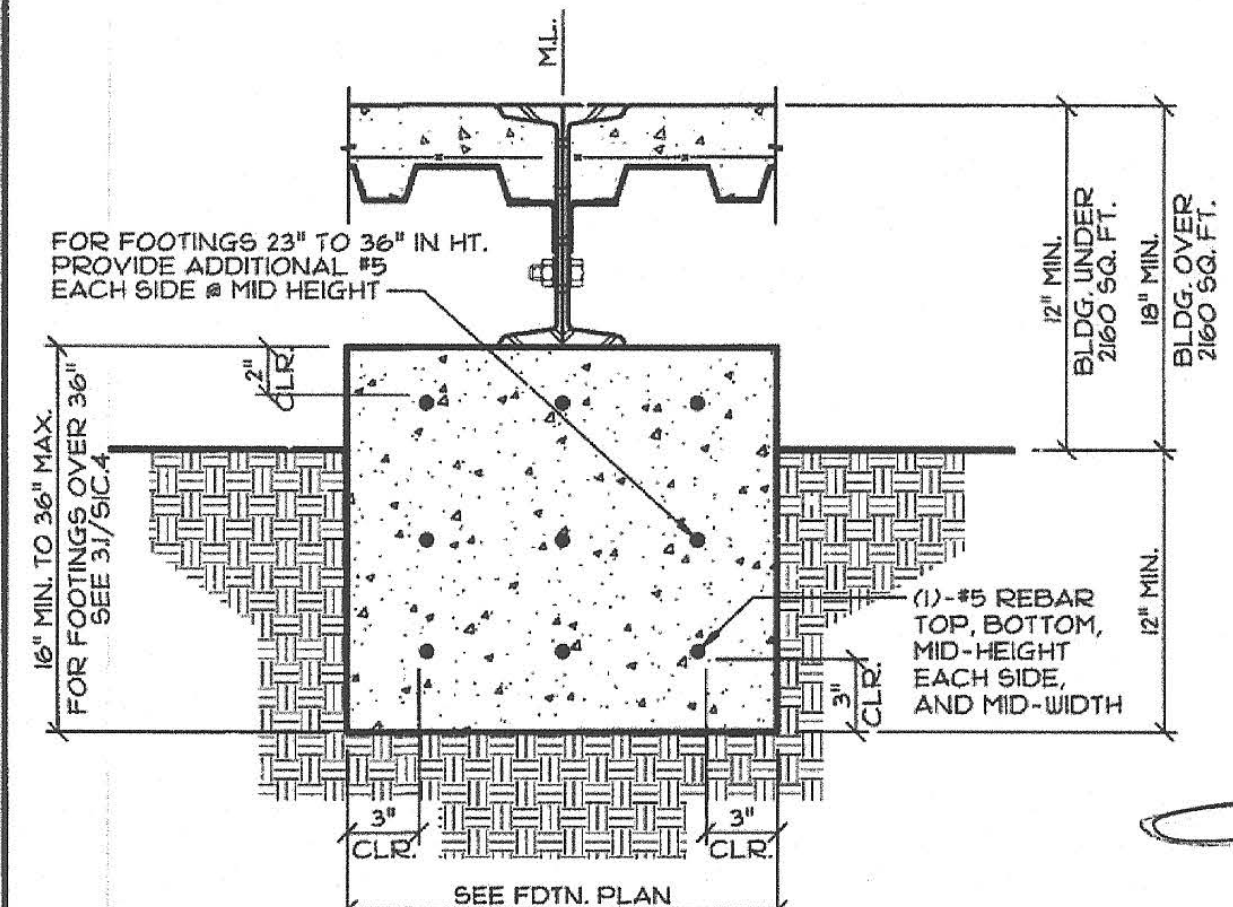 M.L.
FOR FOOTINGS 23" TO 36" IN HT.
PROVIDE ADDITIONAL #5
EACH SIDE @ MID HEIGHT
2"
CLR.
16" MIN. TO 36" MAX.
FOR FOOTINGS OVER 36"
SEE 3.1/S1C.4
12" MIN.
BLDG. UNDER
2160 SQ. FT.
18" MIN.
BLDG. OVER
2160 SQ. FT.
12" MIN.
(1)-#5 REBAR
TOP, BOTTOM,
MID-HEIGHT
EACH SIDE,
AND MID-WIDTH
3"
CLR.
3"
CLR.
3"
CLR.
SEE FDTN. PLAN